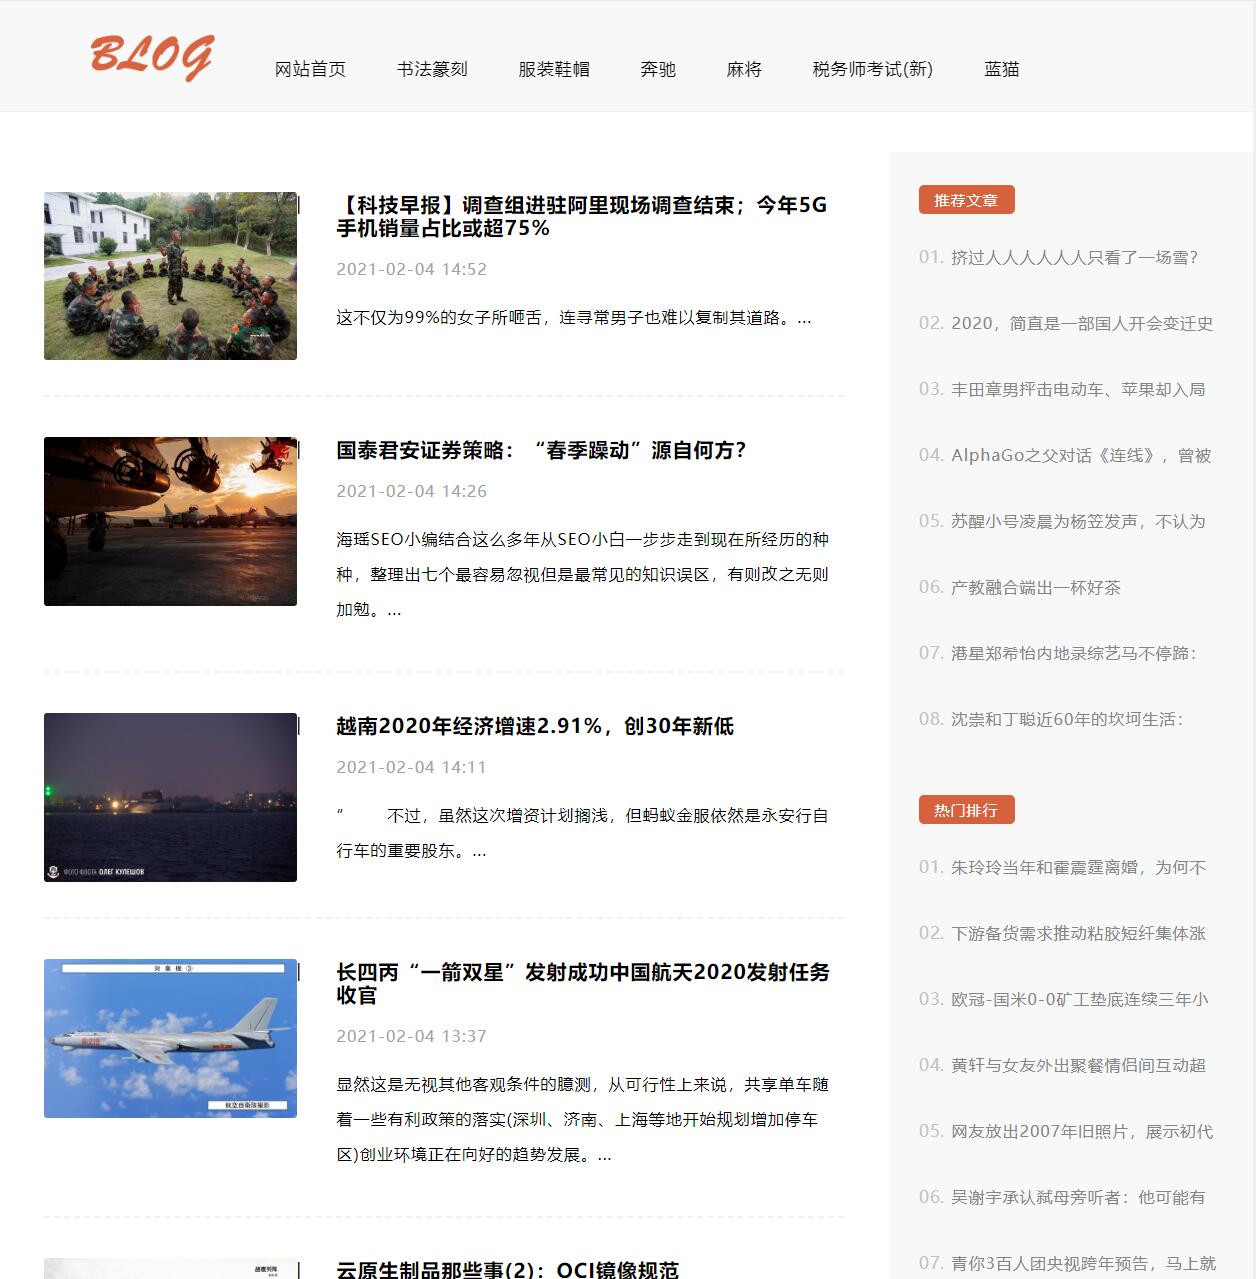 BLOG
网站首页 书法篆刻 服装鞋帽 奔驰 麻将 税务师考试(新) 蓝猫
【科技早报】调查组进驻阿里现场调查结束；今年5G
手机销量占比或超75%
2021-02-04 14:52
这不仅为99%的女子所咂舌，连寻常男子也难以复制其道路。...
国泰君安证券策略：“春季躁动”源自何方？
2021-02-04 14:26
海瑶SEO小编结合这么多年从SEO小白一步步走到现在所经历的种
种，整理出七个最容易忽视但是最常见的知识误区，有则改之无则
加勉。...
越南2020年经济增速2.91%，创30年新低
2021-02-04 14:11
“　　不过，虽然这次增资计划搁浅，但蚂蚁金服依然是永安行自
行车的重要股东。...
ФОТО ФЛОТА ОЛЕГ КУЛЕШОВ
对象機③
航空自衛隊撮影
长四丙“一箭双星”发射成功中国航天2020发射任务
收官
2021-02-04 13:37
显然这是无视其他客观条件的臆测，从可行性上来说，共享单车随
着一些有利政策的落实(深圳、济南、上海等地开始规划增加停车
区)创业环境正在向好的趋势发展。...
云原生制品那些事(2)：OCI镜像规范
推荐文章
01. 挤过人人人人人人只看了一场雪？
02. 2020，简直是一部国人开会变迁史
03. 丰田章男抨击电动车、苹果却入局
04. AlphaGo之父对话《连线》，曾被
05. 苏醒小号凌晨为杨笠发声，不认为
06. 产教融合端出一杯好茶
07. 港星郑希怡内地录综艺马不停蹄：
08. 沈崇和丁聪近60年的坎坷生活：
热门排行
01. 朱玲玲当年和霍震霆离婚，为何不
02. 下游备货需求推动粘胶短纤集体涨
03. 欧冠-国米0-0矿工垫底连续三年小
04. 黄轩与女友外出聚餐情侣间互动超
05. 网友放出2007年旧照片，展示初代
06. 吴谢宇承认弑母旁听者：他可能有
07. 青你3百人团央视跨年预告，马上就